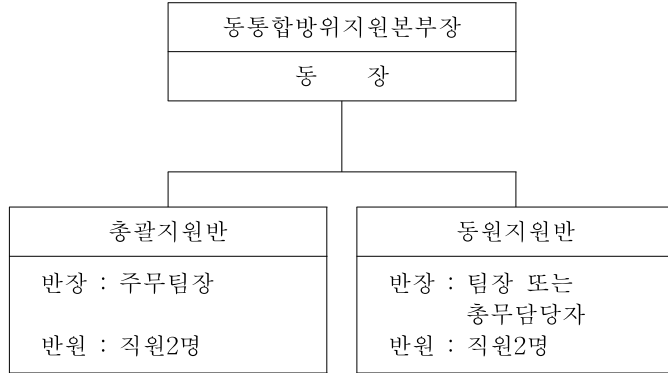 동통합방위지원본부장
동 장
총괄지원반
반장 : 주무팀장
반원 : 직원2명
동원지원반
반장 : 팀장 또는
총무담당자
반원 : 직원2명